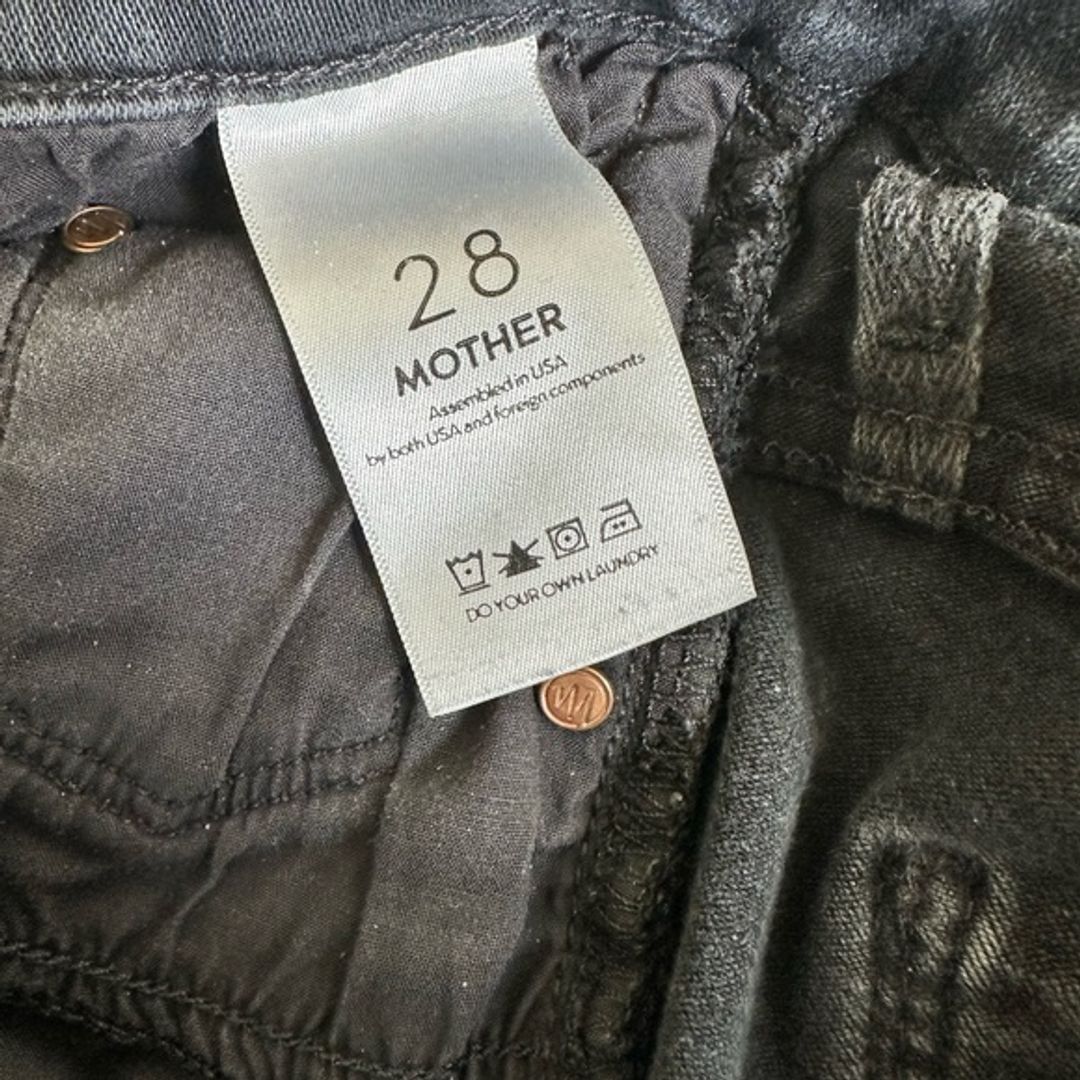 28
MOTHER
Assembled in USA
by both USA and foreign components
DO YOUR OWN LAUNDRY